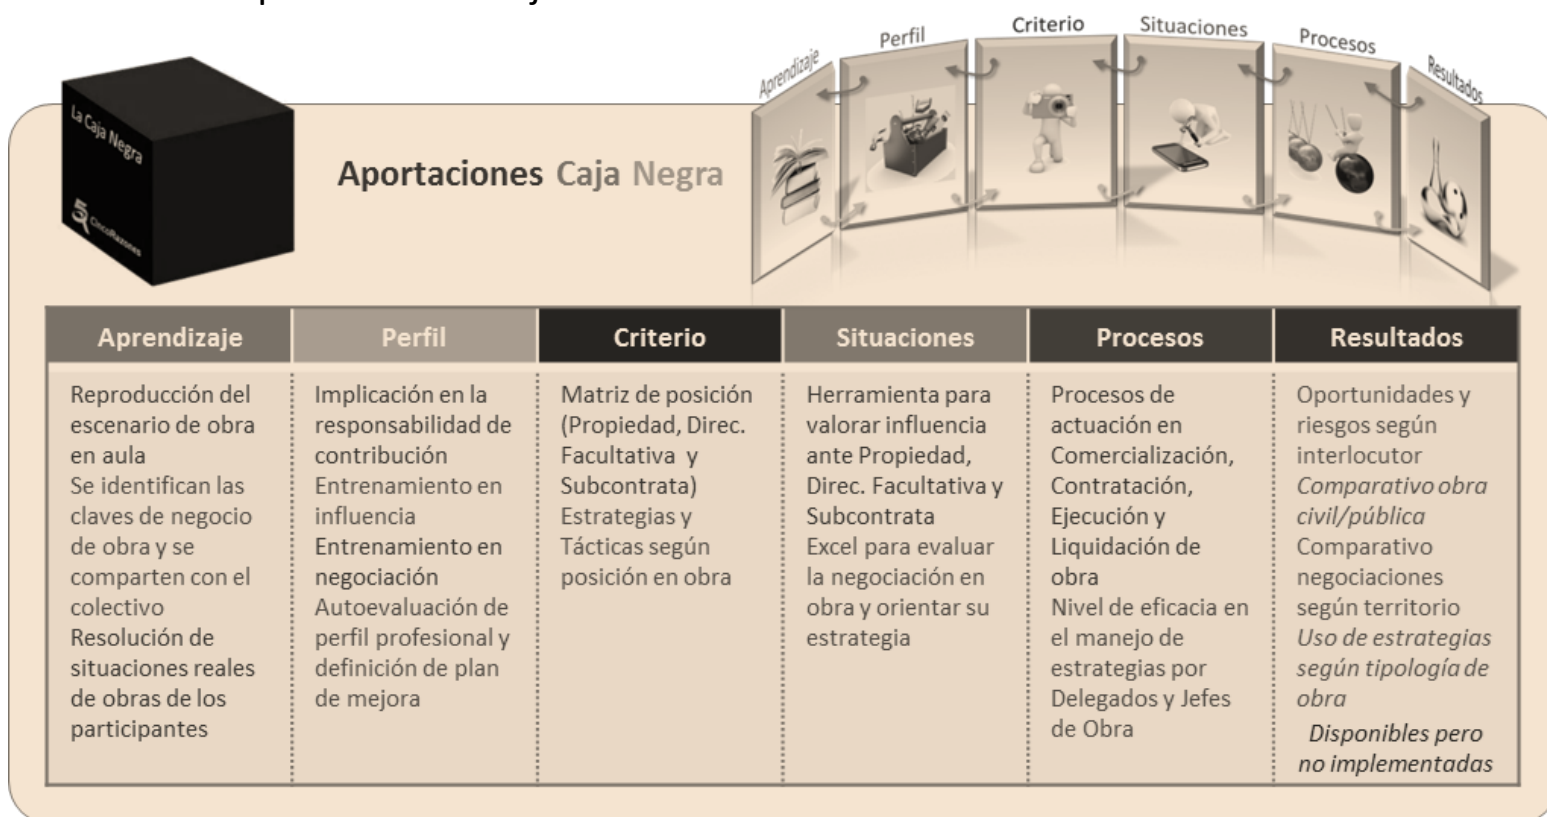 Aprendizaje
Perfil
Criterio
Situaciones
Procesos
Resultados
La Caja Negra
5R
CincoRazones
Aportaciones Caja Negra
Aprendizaje
Reproducción del
escenario de obra
en aula
Se identifican las
claves de negocio
de obra y se
comparten con el
colectivo
Resolución de
situaciones reales
de obras de los
participantes
Perfil
Implicación en la
responsabilidad de
contribución
Entrenamiento en
influencia
Entrenamiento en
negociación
Autoevaluación de
perfil profesional y
definición de plan
de mejora
Criterio
Matriz de posición
(Propiedad, Direc.
Facultativa y
Subcontrata)
Estrategias y
Tácticas según
posición en obra
Situaciones
Herramienta para
valorar influencia
ante Propiedad,
Direc. Facultativa y
Subcontrata
Excel para evaluar
la negociación en
obra y orientar su
estrategia
Procesos
Procesos de
actuación en
Comercialización,
Contratación,
Ejecución y
Liquidación de
obra
Nivel de eficacia en
el manejo de
estrategias por
Delegados y Jefes
de Obra
Resultados
Oportunidades y
riesgos según
interlocutor
Comparativo obra
civil/pública
Comparativo
negociaciones
según territorio
Uso de estrategias
según tipología de
obra
Disponibles pero
no implementadas